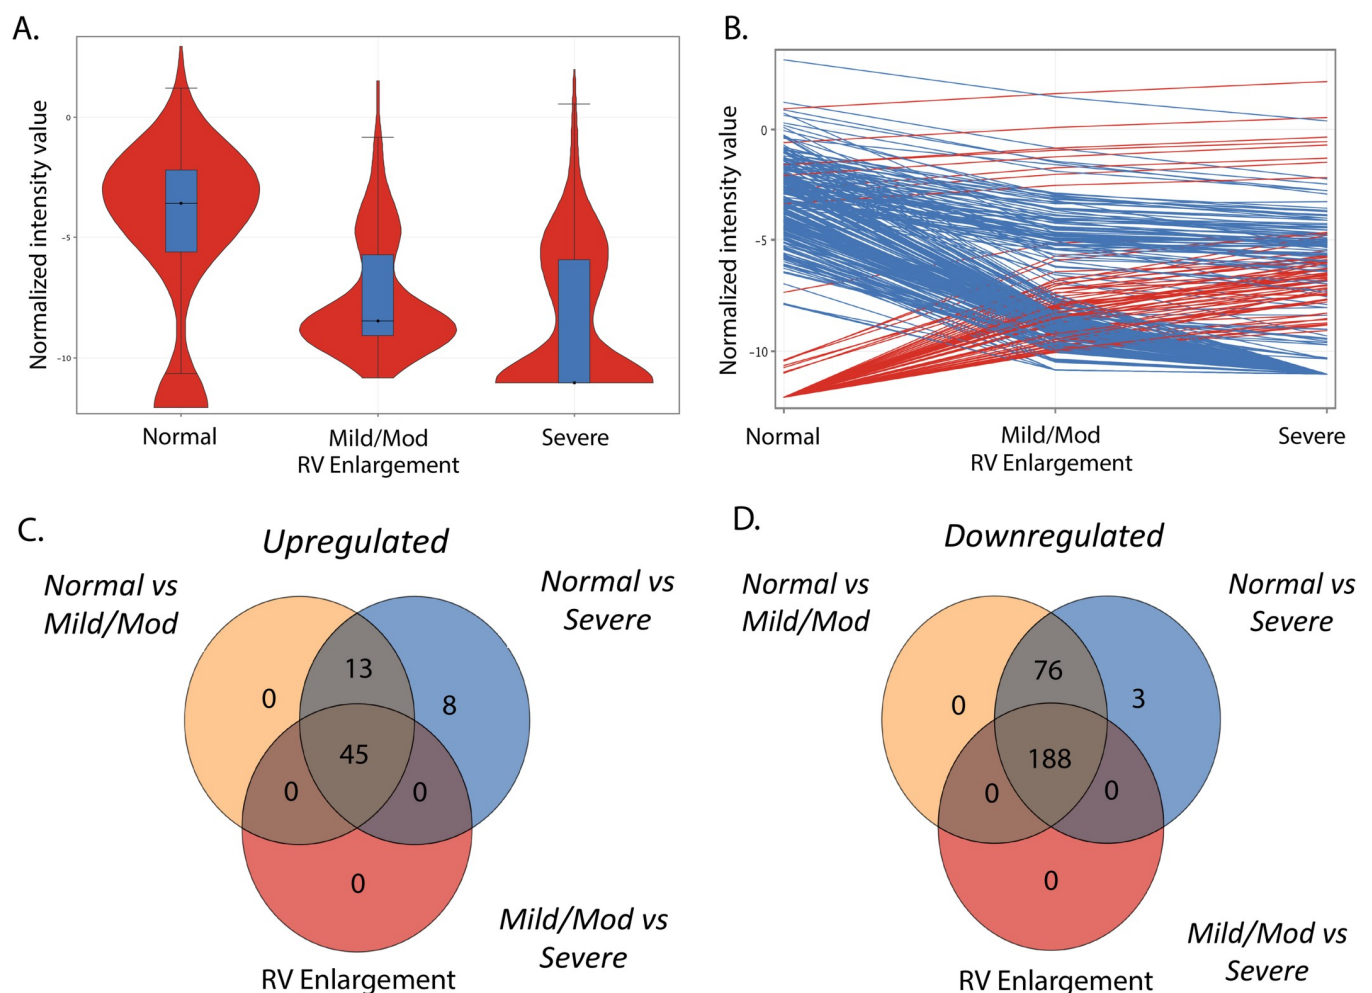 A.
Normalized intensity value
0
-5
-10
Normal
Mild/Mod
Severe
RV Enlargement
B.
Normalized intensity value
0
-5
-10
Normal
Mild/Mod
Severe
RV Enlargement
C.
Upregulated
Normal vs
Mild/Mod
Normal vs
Severe
13
0
8
45
0
0
0
Mild/Mod vs
Severe
RV Enlargement
D.
Downregulated
Normal vs
Mild/Mod
Normal vs
Severe
76
0
3
188
0
0
0
Mild/Mod vs
Severe
RV Enlargement